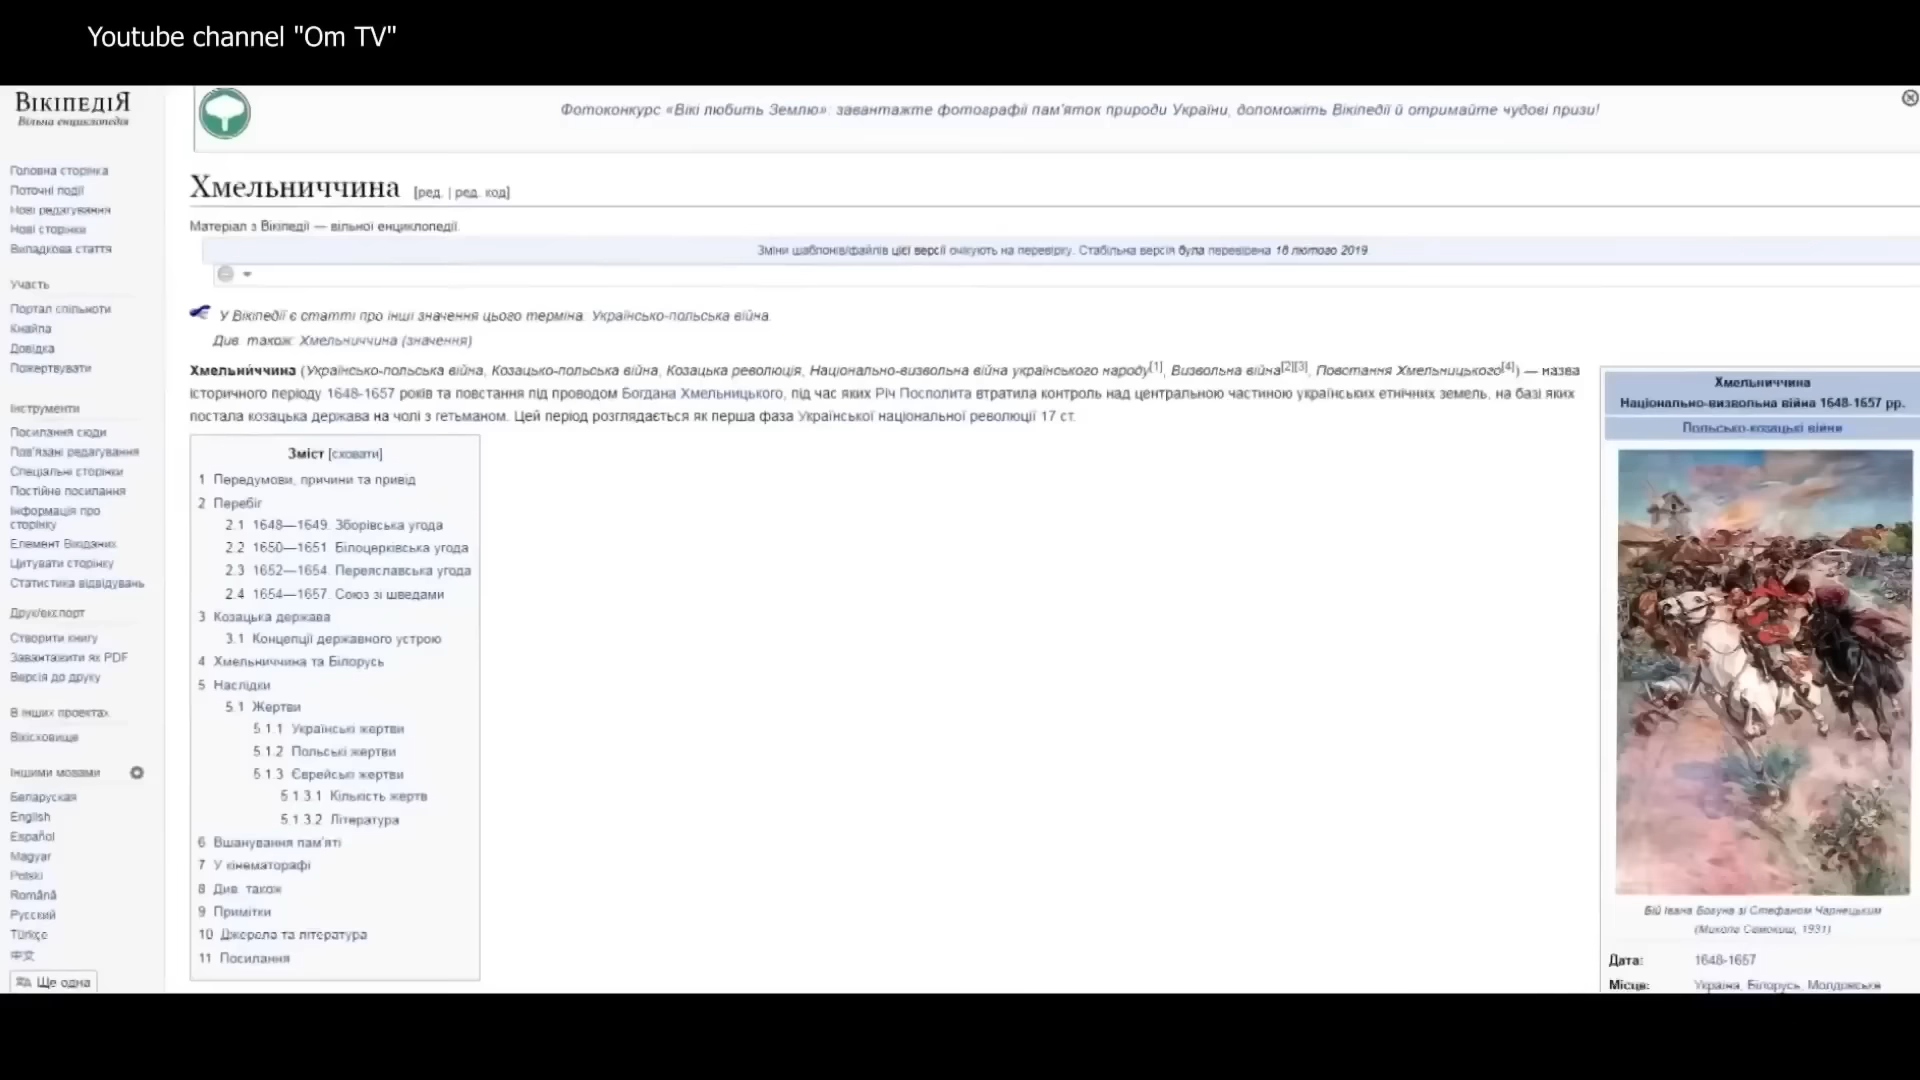 Youtube channel "Om TV"
ВікіпедіЯ
Вільна енциклопедія
Фотоконкурс «Вікі любить Землю»: завантажте фотографії пам'яток природи України, допоможіть Вікіпедії й отримайте чудові призи!
Головна сторінка
Поточні події
Нові редагування
Нові сторінки
Випадкова стаття
Участь
Портал спільноти
Кнайпа
Довідка
Пожертвувати
Інструменти
Посилання сюди
Пов'язані редагування
Спеціальні сторінки
Постійне посилання
Інформація про
сторінку
Елемент Вікіданих
Цитувати сторінку
Статистика відвідувань
Друк/експорт
Створити книгу
Завантажити як PDF
Версія до друку
В інших проектах
Вікісховище
Іншими мовами
Беларуская
English
Español
Magyar
Polski
Română
Русский
Türkçe
中文
Ще одна
Хмельниччина [ред. | ред. код]
Матеріал з Вікіпедії — вільної енциклопедії.
Зміни шаблонів/файлів цієї версії очікують на перевірку. Стабільна версія була перевірена 18 лютого 2019
У Вікіпедії є статті про інші значення цього терміна: Українсько-польська війна.
Див. також: Хмельниччина (значення)
Хмельни́ччина (Українсько-польська війна, Козацько-польська війна, Козацька революція, Національно-визвольна війна українського народу[1], Визвольна війна[2][3], Повстання Хмельницького[4]) — назва
історичного періоду 1648-1657 років та повстання під проводом Богдана Хмельницького, під час яких Річ Посполита втратила контроль над центральною частиною українських етнічних земель, на базі яких
постала козацька держава на чолі з гетьманом. Цей період розглядається як перша фаза Української національної революції 17 ст.
Зміст [сховати]
1 Передумови, причини та привід
2 Перебіг
2.1 1648—1649. Зборівська угода
2.2 1650—1651. Білоцерківська угода
2.3 1652—1654. Переяславська угода
2.4 1654—1657. Союз зі шведами
3 Козацька держава
3.1 Концепції державного устрою
4 Хмельниччина та Білорусь
5 Наслідки
5.1 Жертви
5.1.1 Українські жертви
5.1.2 Польські жертви
5.1.3 Єврейські жертви
5.1.3.1 Кількість жертв
5.1.3.2 Література
6 Вшанування пам'яті
7 У кінематорафі
8 Див. також
9 Примітки
10 Джерела та література
11 Посилання
Хмельниччина
Національно-визвольна війна 1648-1657 рр.
Польсько-козацькі війни
Бій Івана Богуна зі Стефаном Чарнецьким
(Микола Самокиш, 1931)
Дата: 1648-1657
Місце: Україна, Білорусь, Молдовське